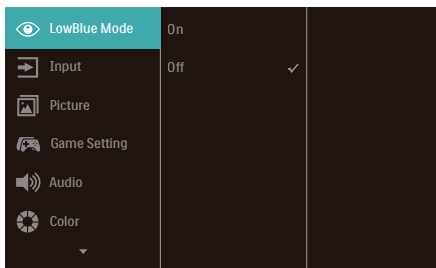 LowBlue Mode
On
Input
Off
Picture
Game Setting
Audio
Color